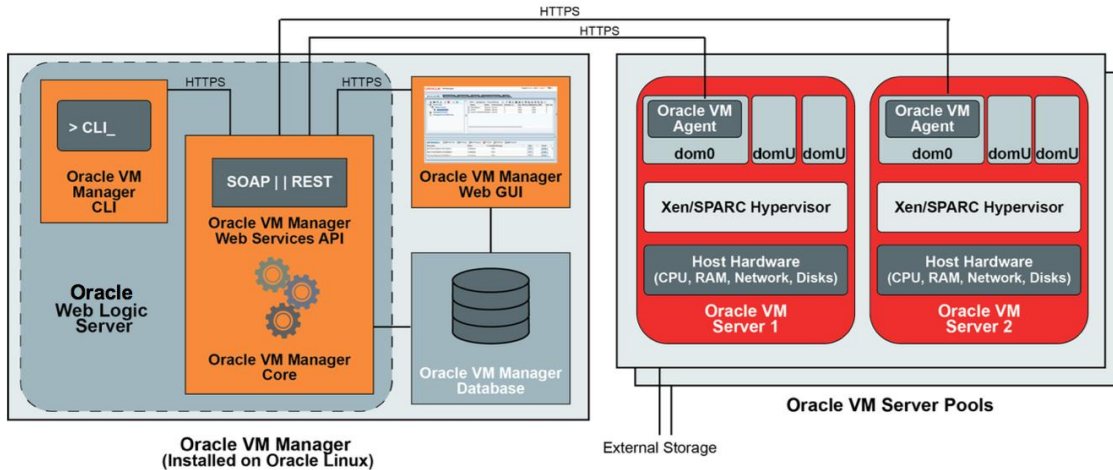 HTTPS
HTTPS
HTTPS
HTTPS
> CLI_
Oracle VM
Manager
CLI
SOAP | | REST
Oracle VM Manager
Web Services API
Oracle
Web Logic
Server
Oracle VM Manager
Core
Oracle VM Manager
Web GUI
Oracle VM Manager
Database
Oracle VM Manager
(Installed on Oracle Linux)
Oracle VM
Agent
dom0
domU
domU
Xen/SPARC Hypervisor
Host Hardware
(CPU, RAM, Network, Disks)
Oracle VM
Server 1
Oracle VM
Agent
dom0
domU
domU
Xen/SPARC Hypervisor
Host Hardware
(CPU, RAM, Network, Disks)
Oracle VM
Server 2
Oracle VM Server Pools
External Storage